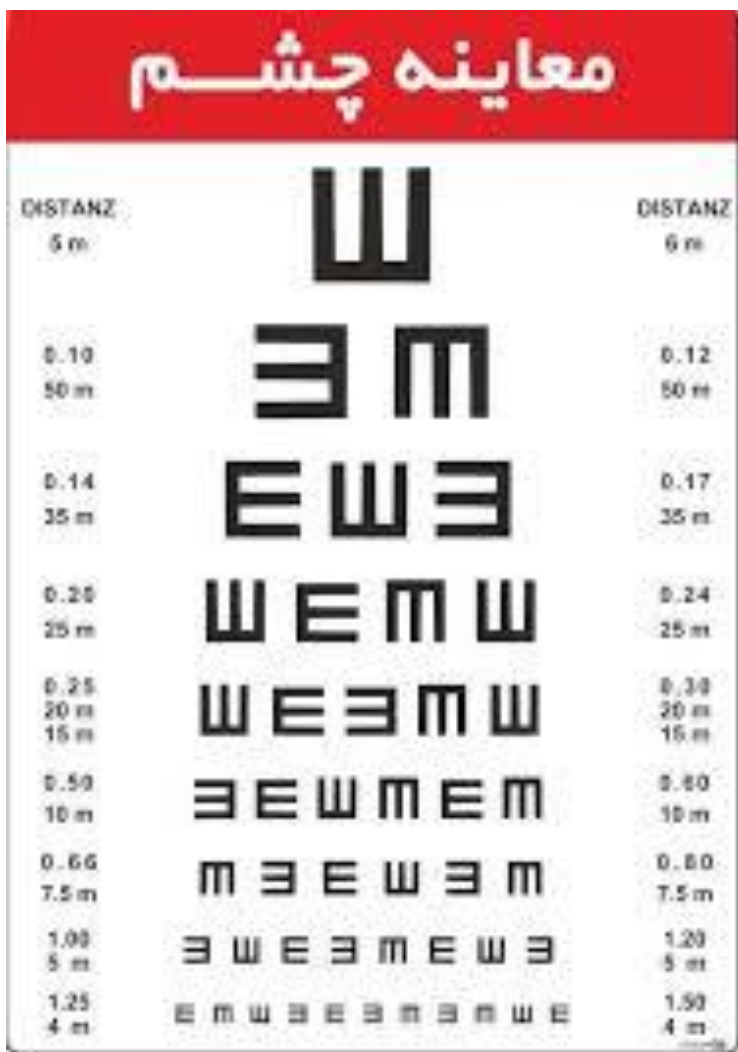 معاینه چشم
DISTANZ Ш DISTANZ
5 m 6 m
0.10 Ǝ M 0.12
50 m 50 m
0.14 E Ш Ǝ 0.17
35 m 35 m
0.20 Ш E M Ш 0.24
25 m 25 m
0.25 Ш E Ǝ M Ш 0.30
20 m 20 m
15 m 15 m
0.50 Ǝ E Ш M E M 0.60
10 m 10 m
0.66 M Ǝ E Ш Ǝ M 0.80
7.5 m 7.5 m
1.00 Ǝ Ш E Ǝ M E Ш Ǝ 1.20
5 m 5 m
1.25 E M Ш Ǝ E Ǝ M Ǝ M Ш E 1.50
4 m 4 m